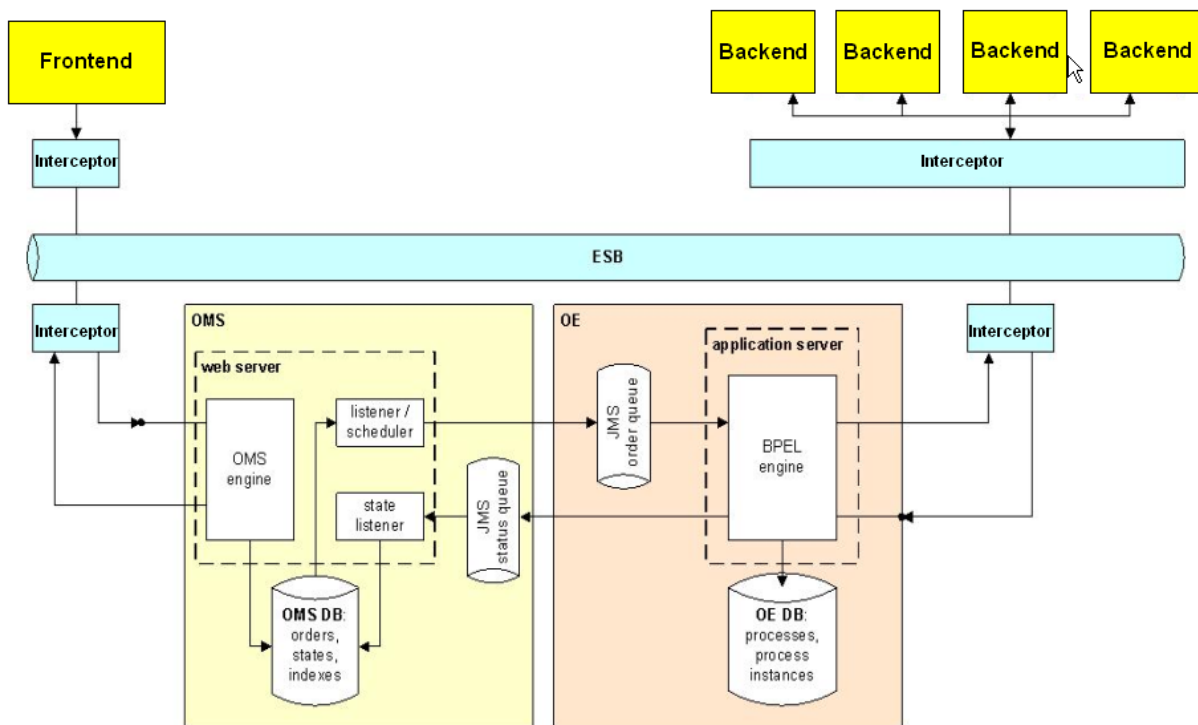 Frontend
Backend
Backend
Backend
Backend
Interceptor
Interceptor
ESB
Interceptor
OMS
OE
Interceptor
web server
application server
OMS
engine
listener /
scheduler
state
listener
JMS
status queue
JMS
order queue
BPEL
engine
OMS DB:
orders,
states,
indexes
OE DB:
processes,
process
instances